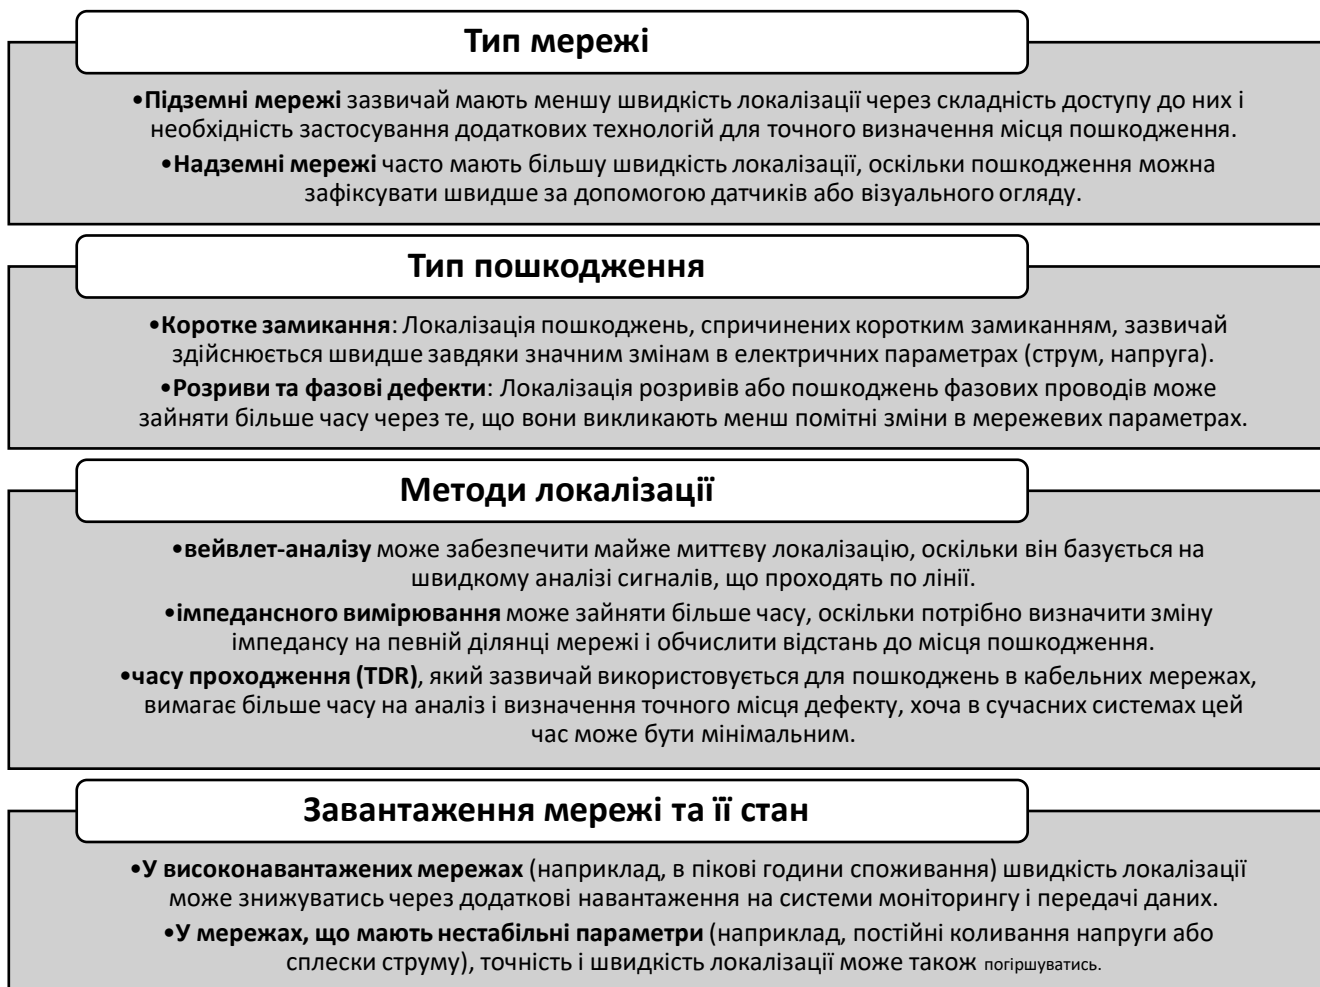 Тип мережі
•Підземні мережі зазвичай мають меншу швидкість локалізації через складність доступу до них і
необхідність застосування додаткових технологій для точного визначення місця пошкодження.
•Надземні мережі часто мають більшу швидкість локалізації, оскільки пошкодження можна
зафіксувати швидше за допомогою датчиків або візуального огляду.
Тип пошкодження
•Коротке замикання: Локалізація пошкоджень, спричинених коротким замиканням, зазвичай
здійснюється швидше завдяки значним змінам в електричних параметрах (струм, напруга).
•Розриви та фазові дефекти: Локалізація розривів або пошкоджень фазових проводів може
зайняти більше часу через те, що вони викликають менш помітні зміни в мережевих параметрах.
Методи локалізації
•вейвлет-аналізу може забезпечити майже миттєву локалізацію, оскільки він базується на
швидкому аналізі сигналів, що проходять по лінії.
•імпедансного вимірювання може зайняти більше часу, оскільки потрібно визначити зміну
імпедансу на певній ділянці мережі і обчислити відстань до місця пошкодження.
•часу проходження (TDR), який зазвичай використовується для пошкоджень в кабельних мережах,
вимагає більше часу на аналіз і визначення точного місця дефекту, хоча в сучасних системах цей
час може бути мінімальним.
Завантаження мережі та її стан
•У високонавантажених мережах (наприклад, в пікові години споживання) швидкість локалізації
може знижуватись через додаткові навантаження на системи моніторингу і передачі даних.
•У мережах, що мають нестабільні параметри (наприклад, постійні коливання напруги або
сплески струму), точність і швидкість локалізації може також погіршуватись.